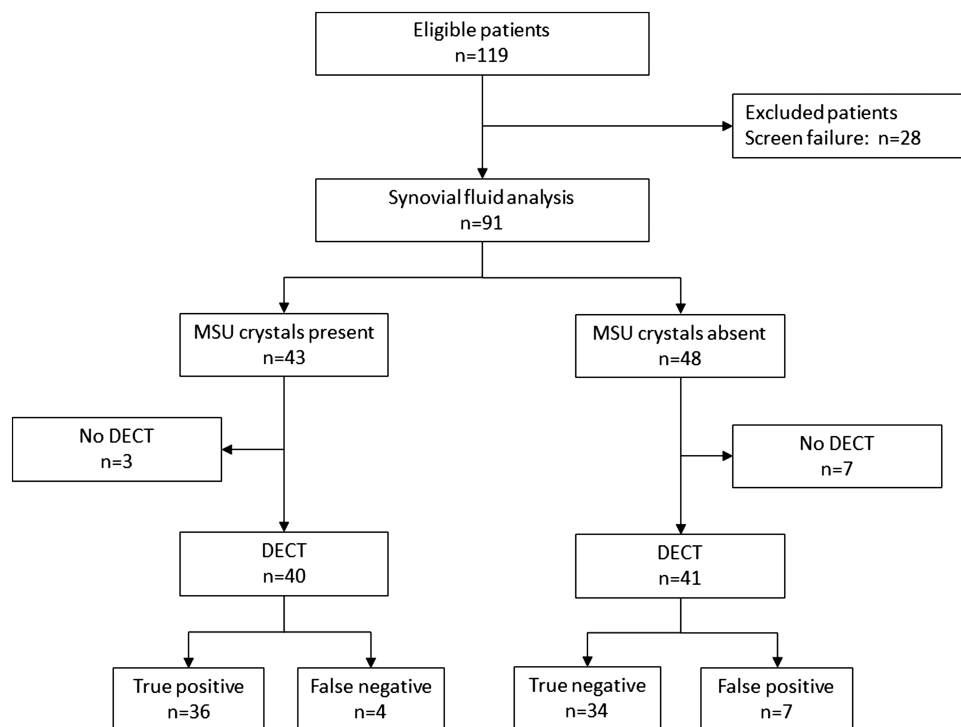 Eligible patients
n=119
Excluded patients
Screen failure:  n=28
Synovial fluid analysis
n=91
MSU crystals present
n=43
MSU crystals absent
n=48
No DECT
n=3
No DECT
n=7
DECT
n=40
DECT
n=41
True positive
n=36
False negative
n=4
True negative
n=34
False positive
n=7